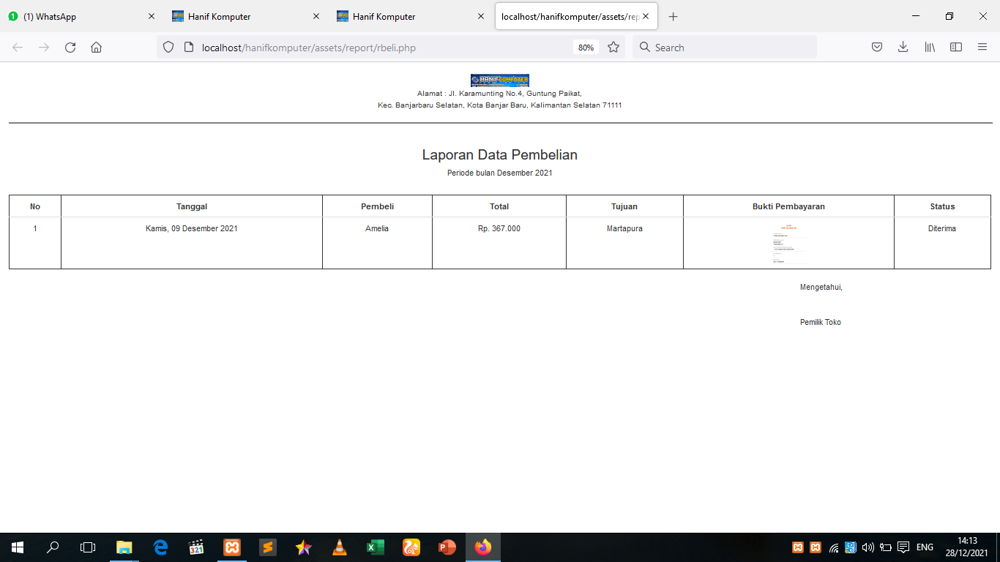 (1) WhatsApp
Hanif Komputer
Hanif Komputer
localhost/hanifkomputer/assets/rep
localhost/hanifkomputer/assets/report/rbeli.php
80%
Search
HANIF COMPUTER
Alamat : Jl. Karamunting No.4, Guntung Paikat,
Kec. Banjarbaru Selatan, Kota Banjar Baru, Kalimantan Selatan 71111
Laporan Data Pembelian
Periode bulan Desember 2021
No Tanggal Pembeli Total Tujuan Bukti Pembayaran Status
1 Kamis, 09 Desember 2021 Amelia Rp. 367.000 Martapura Diterima
Mengetahui,
Pemilik Toko
321
ENG
14:13
28/12/2021